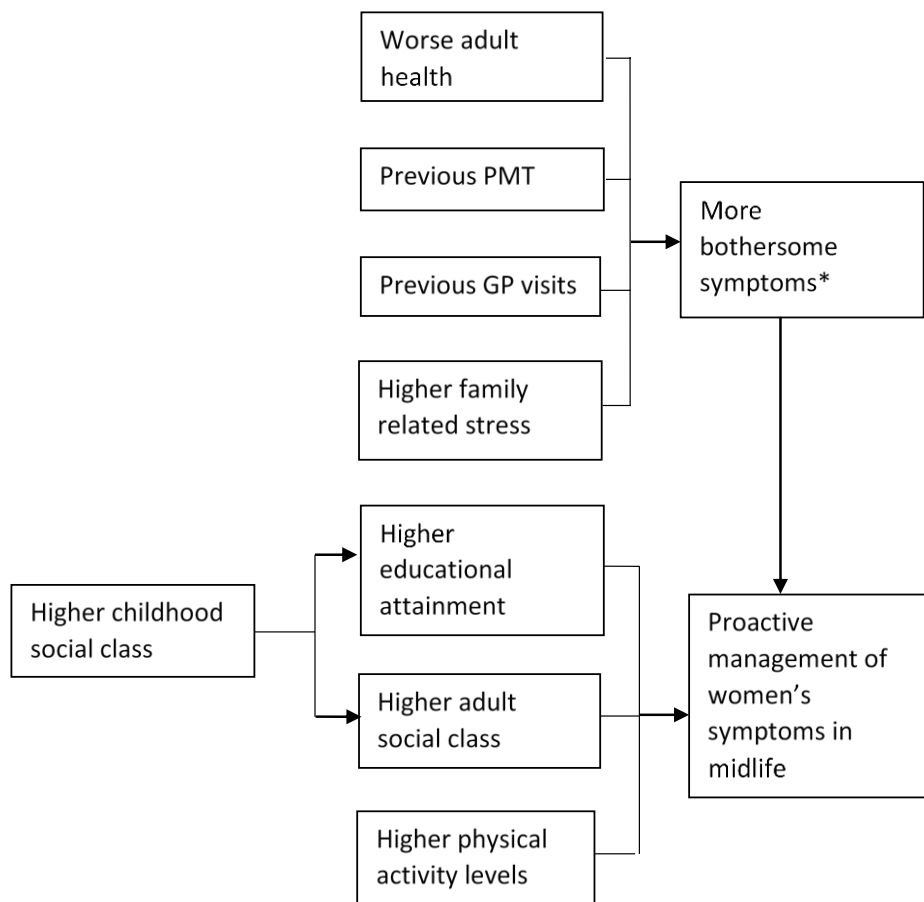 Worse adult
health
Previous PMT
Previous GP visits
Higher family
related stress
More
bothersome
symptoms*
Higher childhood
social class
Higher
educational
attainment
Higher adult
social class
Higher physical
activity levels
Proactive
management of
women’s
symptoms in
midlife